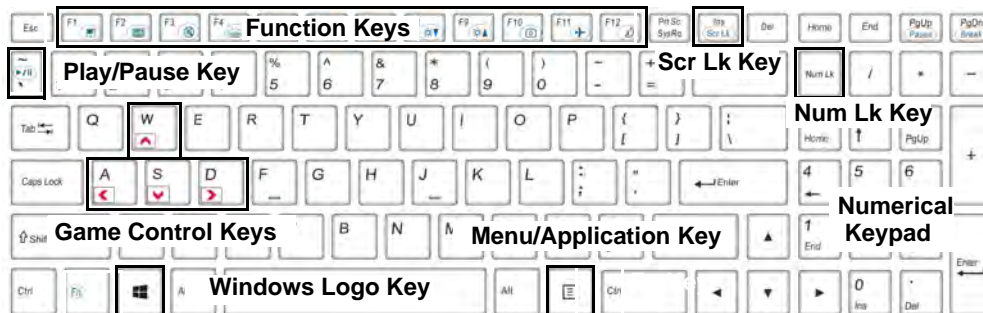 Esc F1 F2 F3 F4 Function Keys F9 F10 F11 F12 Prt Sc SysRq Ins Scr Lk Del Home End PgUp Pause PgDn Break
~ ` Play/Pause Key % 5 ^ 6 & 7 * 8 ( 9 ) 0 _ - + = Scr Lk Key Num Lk / * -
Tab Q W E R T Y U I O P { [ } ] \ Num Lk Key Home PgUp +
Caps Lock A S D F G H J K L : ; " Enter 4 5 6
Shift Game Control Keys B N Menu/Application Key 1 End Numerical Keypad
Ctrl Fn Windows Logo Key Alt Ctrl 0 Ins . Del Enter